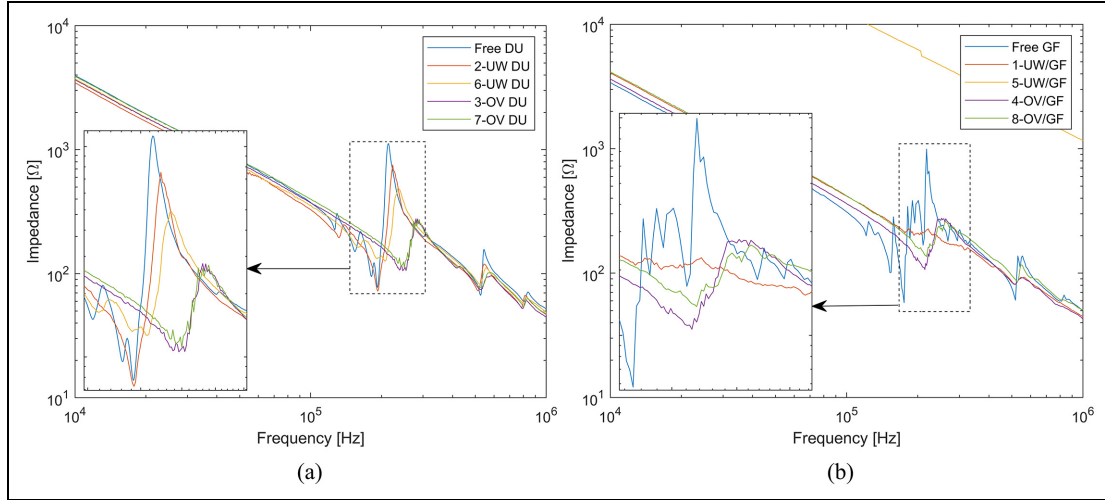 10^4
10^3
10^2
10^1
Impedance [Ω]
10^4
10^5
10^6
Frequency [Hz]
Free DU
2-UW DU
6-UW DU
3-OV DU
7-OV DU
(a)
10^4
10^3
10^2
10^1
Impedance [Ω]
10^4
10^5
10^6
Frequency [Hz]
Free GF
1-UW/GF
5-UW/GF
4-OV/GF
8-OV/GF
(b)